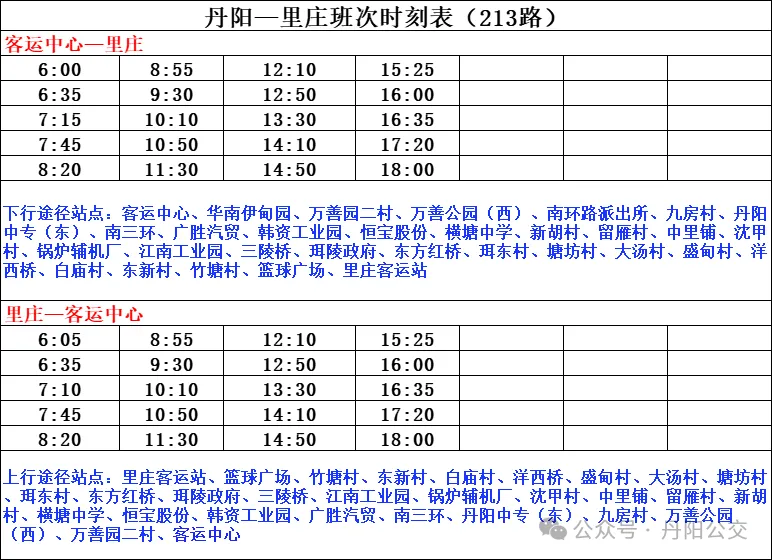 丹阳—里庄班次时刻表（213路）
客运中心—里庄
6:00 8:55 12:10 15:25
6:35 9:30 12:50 16:00
7:15 10:10 13:30 16:35
7:45 10:50 14:10 17:20
8:20 11:30 14:50 18:00
下行途径站点：客运中心、华南伊甸园、万善园二村、万善公园（西）、南环路派出所、九房村、丹阳
中专（东）、南三环、广胜汽贸、韩资工业园、恒宝股份、横塘中学、新胡村、留雁村、中里铺、沈甲
村、锅炉辅机厂、江南工业园、三陵桥、珥陵政府、东方红桥、珥东村、塘坊村、大汤村、盛甸村、洋
西桥、白庙村、东新村、竹塘村、篮球广场、里庄客运站
里庄—客运中心
6:05 8:55 12:10 15:25
6:35 9:30 12:50 16:00
7:10 10:10 13:30 16:35
7:45 10:50 14:10 17:20
8:20 11:30 14:50 18:00
上行途径站点：里庄客运站、篮球广场、竹塘村、东新村、白庙村、洋西桥、盛甸村、大汤村、塘坊村
、珥东村、东方红桥、珥陵政府、三陵桥、江南工业园、锅炉辅机厂、沈甲村、中里铺、留雁村、新胡
村、横塘中学、恒宝股份、韩资工业园、广胜汽贸、南三环、丹阳中专（东）、九房村、万善公园
（西）、万善园二村、客运中心
公众号 · 丹阳公交